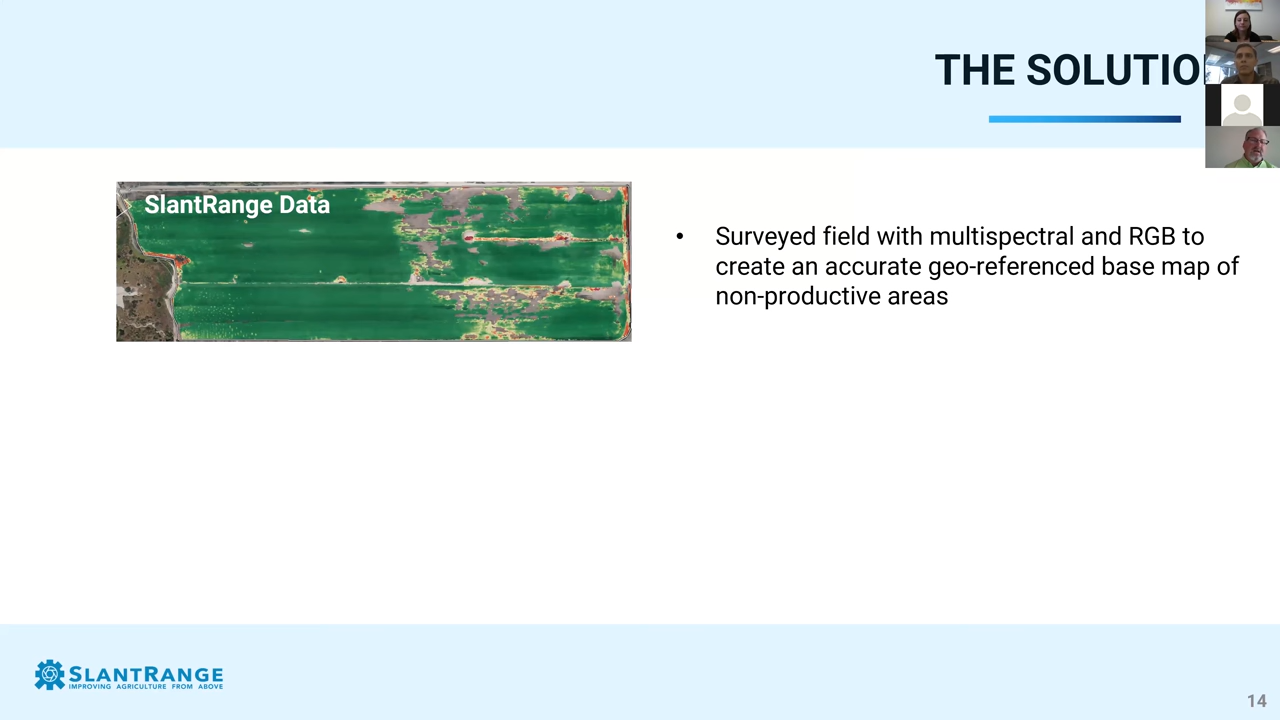 THE SOLUTIO
SlantRange Data
• Surveyed field with multispectral and RGB to
create an accurate geo-referenced base map of
non-productive areas
SLANTRANGE
IMPROVING AGRICULTURE FROM ABOVE
14